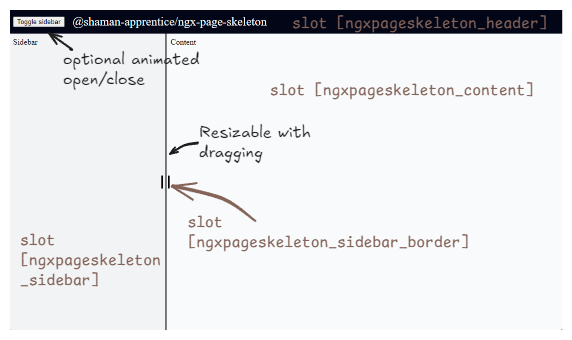 Toggle sidebar @shaman-apprentice/ngx-page-skeleton slot [ngxpageskeleton_header]
Sidebar
Content
optional animated
open/close
slot [ngxpageskeleton_content]
Resizable with
dragging
slot
[ngxpageskeleton_sidebar_border]
slot
[ngxpageskeleton
_sidebar]